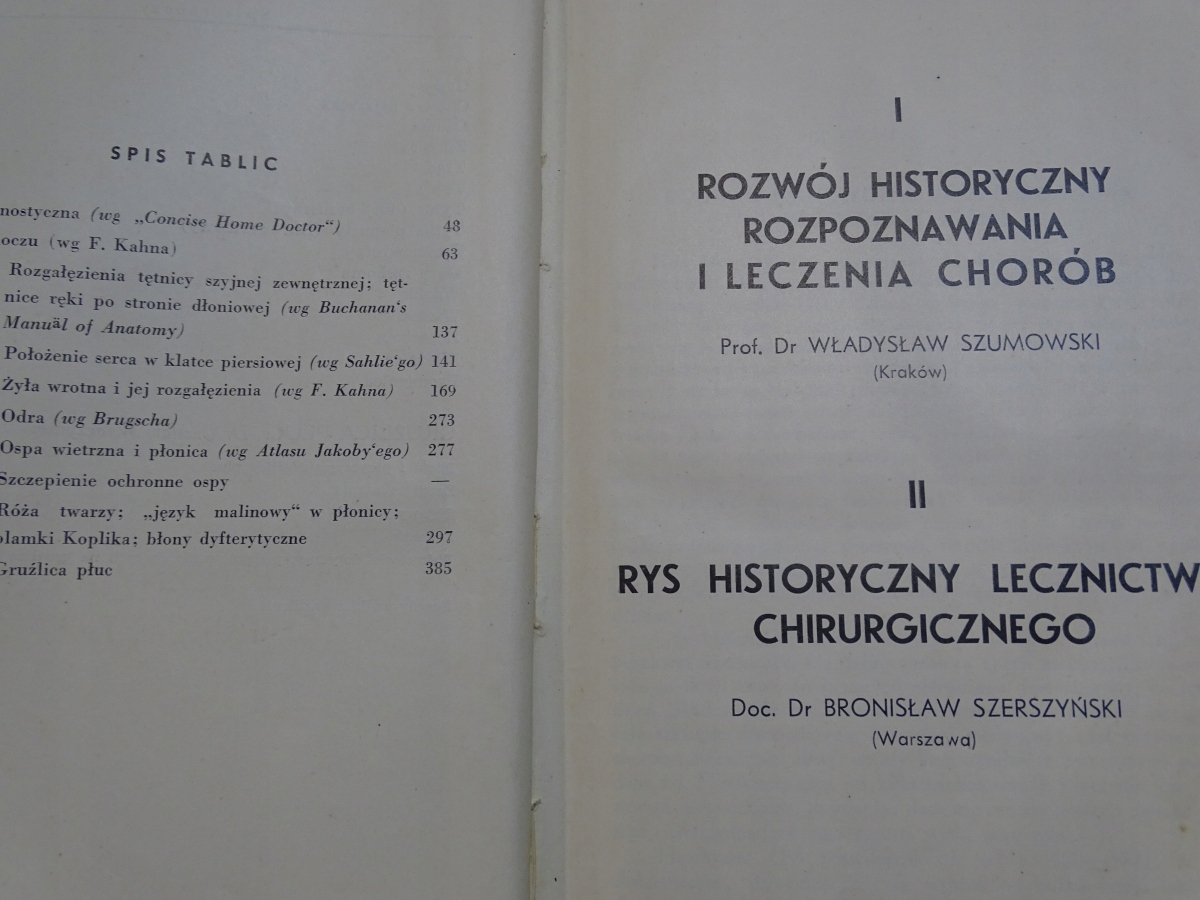 SPIS TABLIC
nostyczna (wg „Concise Home Doctor“) 48
oczu (wg F. Kahna) 63
Rozgałęzienia tętnicy szyjnej zewnętrznej; tęt-
nice ręki po stronie dłoniowej (wg Buchanan‘s
Manuäl of Anatomy) 137
Położenie serca w klatce piersiowej (wg Sahlie‘go) 141
Żyła wrotna i jej rozgałęzienia (wg F. Kahna) 169
Odra (wg Brugscha) 273
Ospa wietrzna i płonica (wg Atlasu Jakoby‘ego) 277
Szczepienie ochronne ospy —
Róża twarzy; „język malinowy“ w płonicy;
plamki Koplika; błony dyfterytyczne 297
Gruźlica płuc 385
I
ROZWÓJ HISTORYCZNY
ROZPOZNAWANIA
I LECZENIA CHORÓB
Prof. Dr WŁADYSŁAW SZUMOWSKI
(Kraków)
II
RYS HISTORYCZNY LECZNICTW
CHIRURGICZNEGO
Doc. Dr BRONISŁAW SZERSZYŃSKI
(Warszawa)